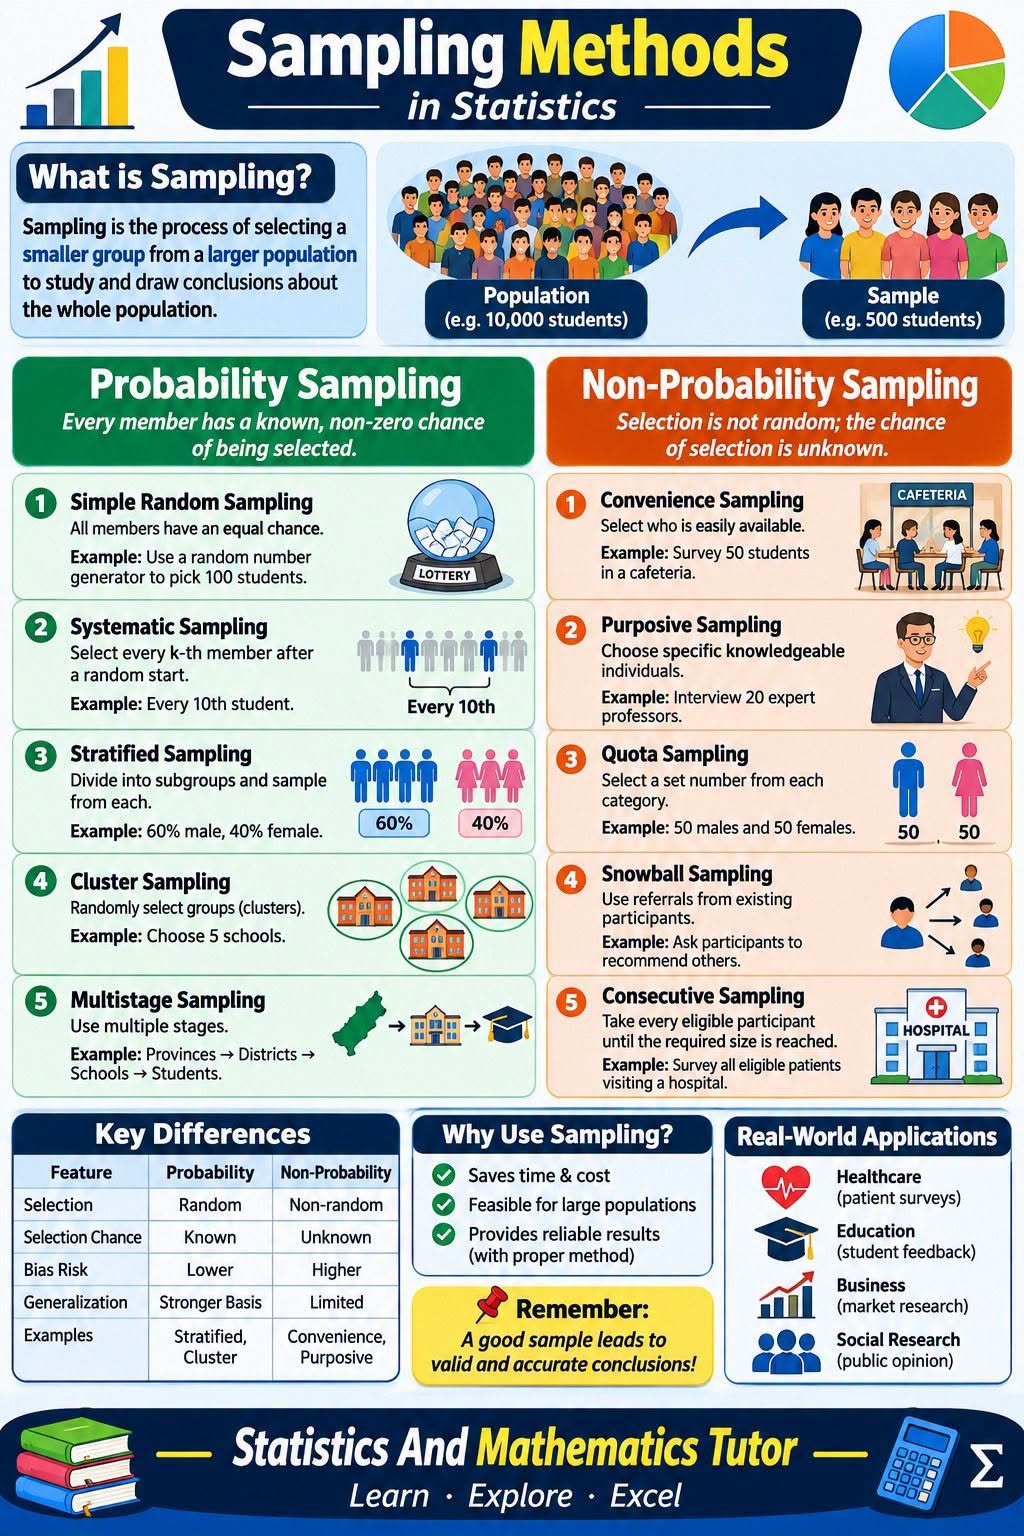 Sampling Methods
in Statistics
What is Sampling?
Sampling is the process of selecting a
smaller group from a larger population
to study and draw conclusions about
the whole population.
Population
(e.g. 10,000 students)
Sample
(e.g. 500 students)
Probability Sampling
Every member has a known, non-zero chance
of being selected.
1 Simple Random Sampling
All members have an equal chance.
Example: Use a random number
generator to pick 100 students.
LOTTERY
2 Systematic Sampling
Select every k-th member after
a random start.
Example: Every 10th student.
Every 10th
3 Stratified Sampling
Divide into subgroups and sample
from each.
Example: 60% male, 40% female.
60% 40%
4 Cluster Sampling
Randomly select groups (clusters).
Example: Choose 5 schools.
5 Multistage Sampling
Use multiple stages.
Example: Provinces → Districts →
Schools → Students.
Non-Probability Sampling
Selection is not random; the chance
of selection is unknown.
1 Convenience Sampling
Select who is easily available.
Example: Survey 50 students
in a cafeteria.
CAFETERIA
2 Purposive Sampling
Choose specific knowledgeable
individuals.
Example: Interview 20 expert
professors.
3 Quota Sampling
Select a set number from each
category.
Example: 50 males and 50 females.
50 . 50
4 Snowball Sampling
Use referrals from existing
participants.
Example: Ask participants to
recommend others.
5 Consecutive Sampling
Take every eligible participant
until the required size is reached.
Example: Survey all eligible patients
visiting a hospital.
HOSPITAL
Key Differences
Feature Probability Non-Probability
Selection Random Non-random
Selection Chance Known Unknown
Bias Risk Lower Higher
Generalization Stronger Basis Limited
Examples Stratified, Convenience,
Cluster Purposive
Why Use Sampling?
Saves time & cost
Feasible for large populations
Provides reliable results
(with proper method)
Remember:
A good sample leads to
valid and accurate conclusions!
Real-World Applications
Healthcare
(patient surveys)
Education
(student feedback)
Business
(market research)
Social Research
(public opinion)
Statistics And Mathematics Tutor
Learn · Explore · Excel
Σ